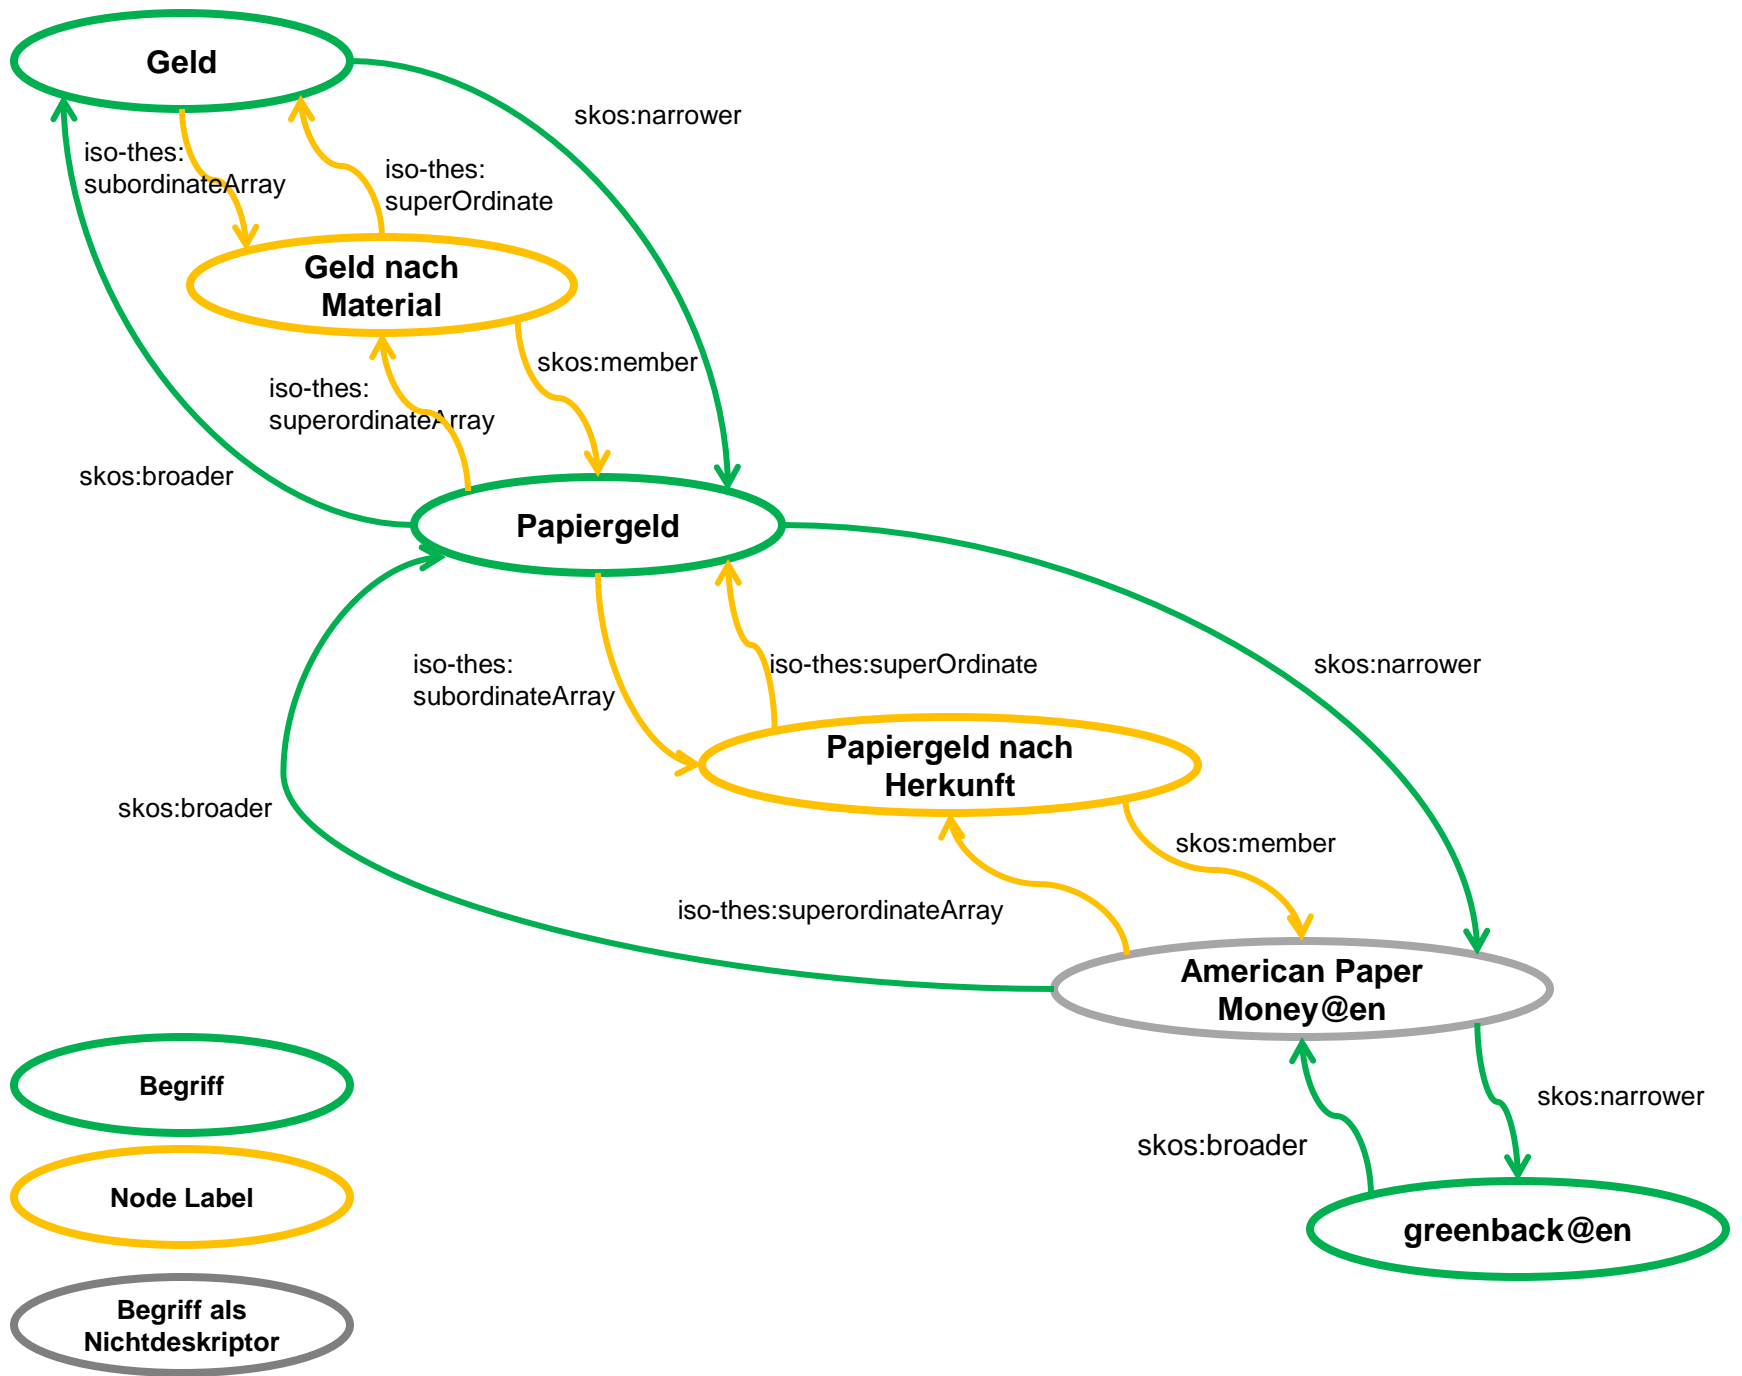 Geld
skos:narrower
iso-thes:
subordinateArray
iso-thes:
superOrdinate
Geld nach
Material
skos:member
iso-thes:
superordinateArray
skos:broader
Papiergeld
iso-thes:
subordinateArray
iso-thes:superOrdinate
skos:narrower
Papiergeld nach
Herkunft
skos:broader
skos:member
iso-thes:superordinateArray
American Paper
Money@en
skos:narrower
skos:broader
greenback@en
Begriff
Node Label
Begriff als
Nichtdeskriptor